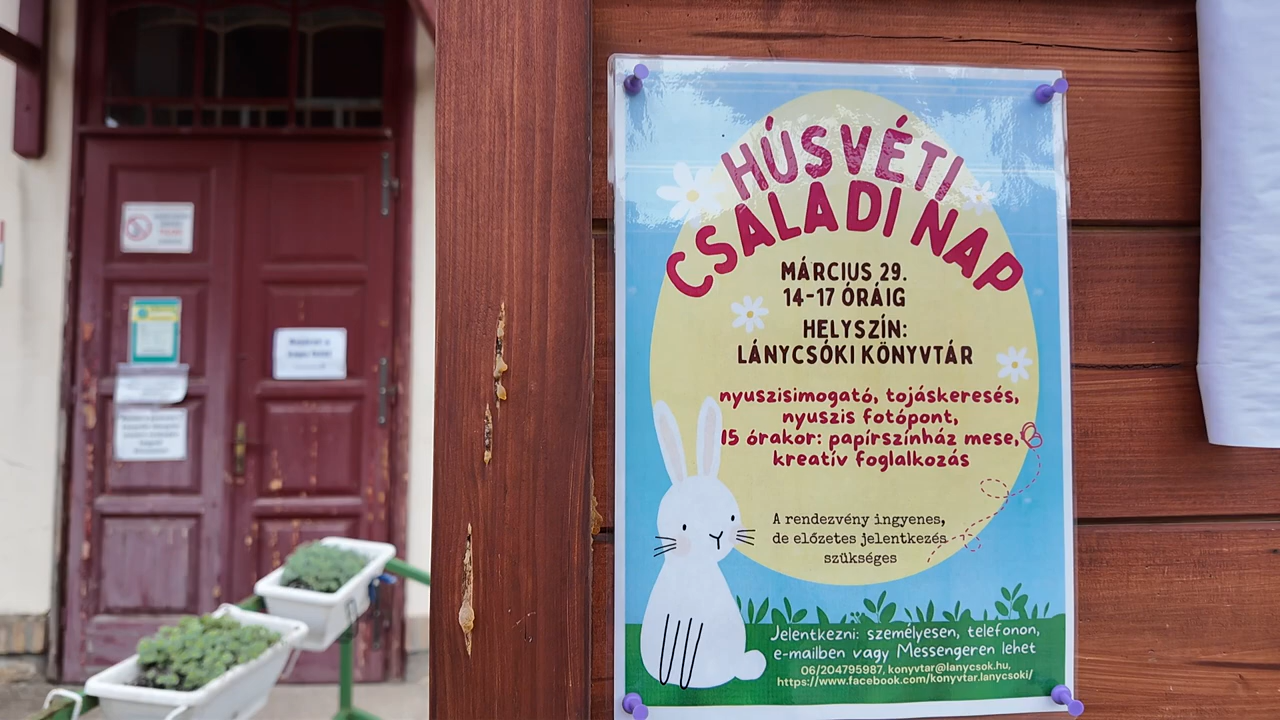 HÚSVÉTI
CSALÁDI NAP
MÁRCIUS 29.
14-17 ÓRÁIG
HELYSZÍN:
LÁNYCSÓKI KÖNYVTÁR
nyuszisimogató, tojáskeresés,
nyuszis fotópont,
15 órakor: papírszínház mese,
kreatív foglalkozás
A rendezvény ingyenes,
de előzetes jelentkezés
szükséges
Jelentkezni: személyesen, telefonon,
e-mailben vagy Messengeren lehet
06/204795987, konyvtar@lanycsok.hu,
https://www.facebook.com/konyvtar.lanycsoki/